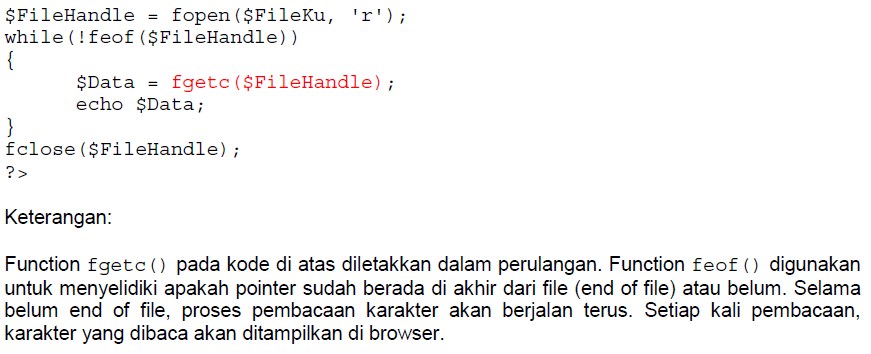 $FileHandle = fopen($FileKu, 'r');
while(!feof($FileHandle))
{
$Data = fgetc($FileHandle);
echo $Data;
}
fclose($FileHandle);
?>
Keterangan:
Function fgetc() pada kode di atas diletakkan dalam perulangan. Function feof() digunakan
untuk menyelidiki apakah pointer sudah berada di akhir dari file (end of file) atau belum. Selama
belum end of file, proses pembacaan karakter akan berjalan terus. Setiap kali pembacaan,
karakter yang dibaca akan ditampilkan di browser.